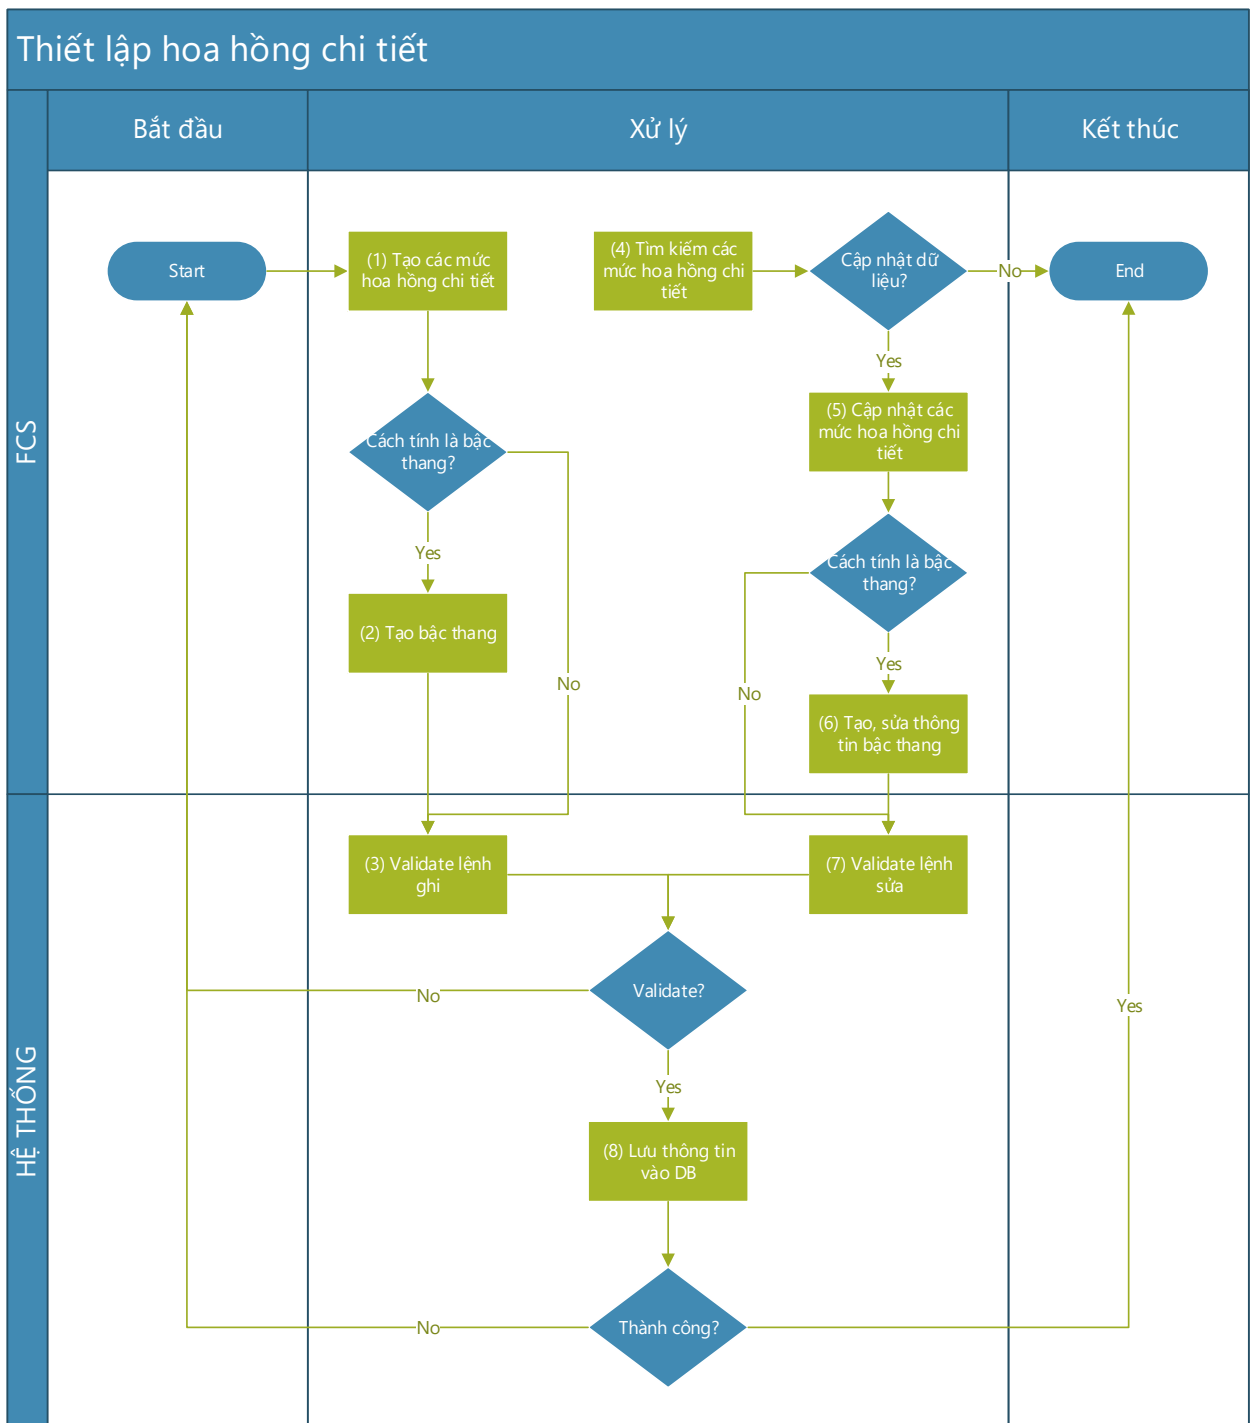 Thiết lập hoa hồng chi tiết
Bắt đầu
Xử lý
Kết thúc
FCS
Start
(1) Tạo các mức
hoa hồng chi tiết
(4) Tìm kiếm các
mức hoa hồng chi
tiết
Cập nhật dữ
liệu?
No
End
Yes
(5) Cập nhật các
mức hoa hồng chi
tiết
Cách tính là bậc
thang?
Yes
Cách tính là bậc
thang?
(2) Tạo bậc thang
No
Yes
No
(6) Tạo, sửa thông
tin bậc thang
HỆ THỐNG
(3) Validate lệnh
ghi
(7) Validate lệnh
sửa
Validate?
No
Yes
Yes
(8) Lưu thông tin
vào DB
Thành công?
No